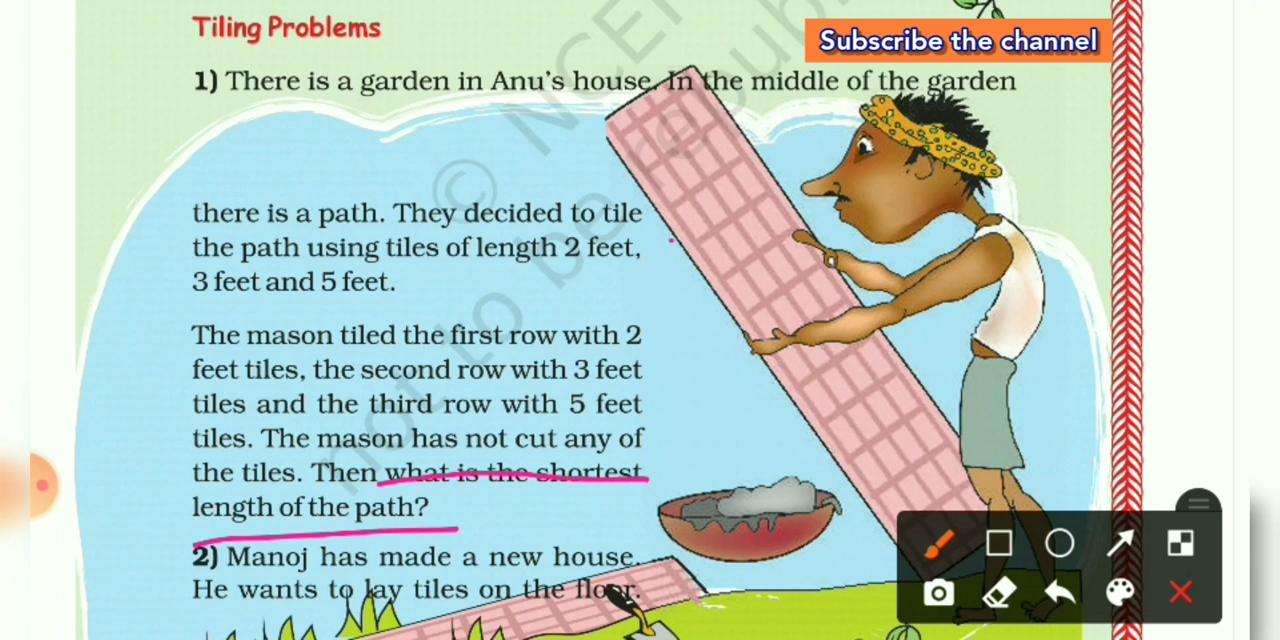 Tiling Problems
Subscribe the channel
1) There is a garden in Anu's house. In the middle of the garden
there is a path. They decided to tile
the path using tiles of length 2 feet,
3 feet and 5 feet.
The mason tiled the first row with 2
feet tiles, the second row with 3 feet
tiles and the third row with 5 feet
tiles. The mason has not cut any of
the tiles. Then what is the shortest
length of the path?
2) Manoj has made a new house.
He wants to lay tiles on the floor.